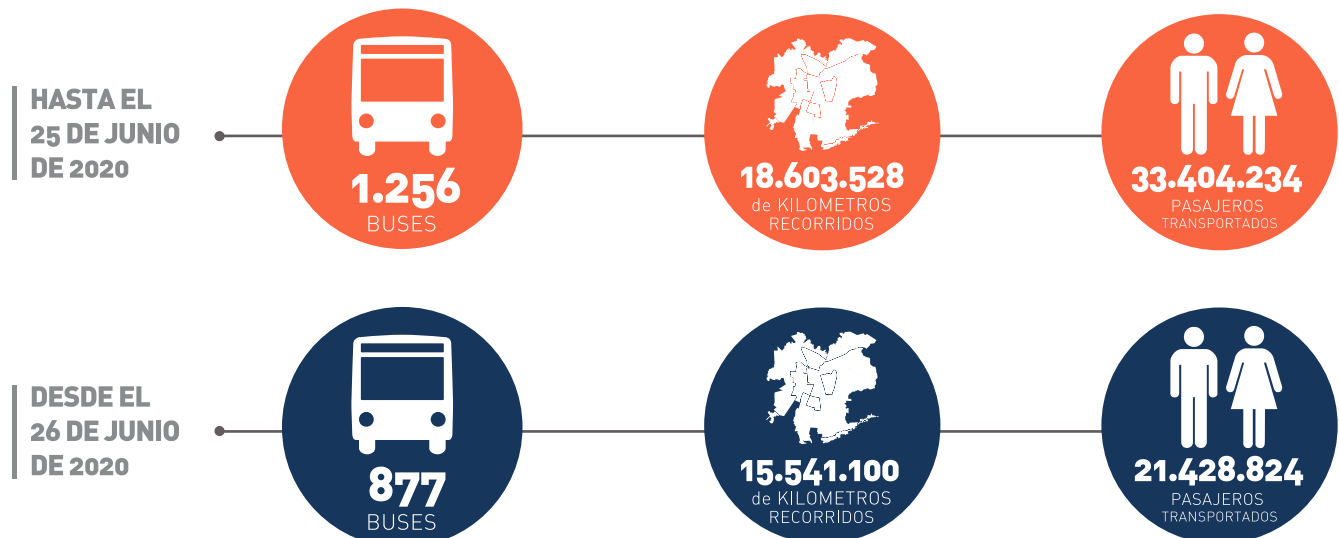 HASTA EL
25 DE JUNIO
DE 2020
1.256
BUSES
18.603.528
de KILOMETROS
RECORRIDOS
33.404.234
PASAJEROS
TRANSPORTADOS
DESDE EL
26 DE JUNIO
DE 2020
877
BUSES
15.541.100
de KILOMETROS
RECORRIDOS
21.428.824
PASAJEROS
TRANSPORTADOS